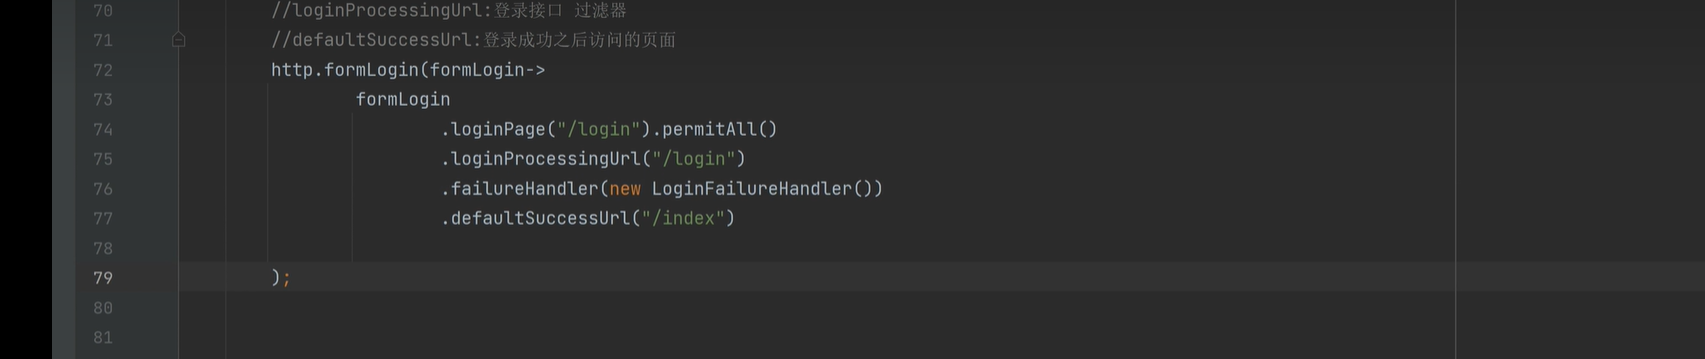 70 //loginProcessingUrl:登录接口 过滤器
71 //defaultSuccessUrl:登录成功之后访问的页面
72 http.formLogin(formLogin->
73 formLogin
74 .loginPage("/login").permitAll()
75 .loginProcessingUrl("/login")
76 .failureHandler(new LoginFailureHandler())
77 .defaultSuccessUrl("/index")
78
79 );
80
81